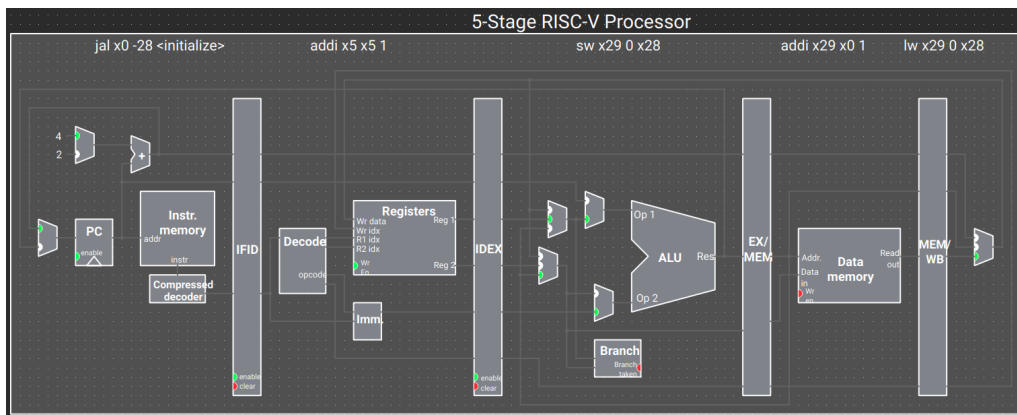 5-Stage RISC-V Processor
jal x0 -28 <initialize>
addi x5 x5 1
sw x29 0 x28
addi x29 x0 1
lw x29 0 x28
4
2
+
PC
enable
Instr.
memory
addr
instr
Compressed
decoder
IFID
enable
clear
Decode
opcode
Registers
Wr data
Wr idx
R1 idx
R2 idx
Wr
En
Reg 1
Reg 2
Imm.
IDEX
enable
clear
Op 1
ALU
Res
Op 2
Branch
Branch
taken
EX/
MEM
Addr.
Data
in
Wr
en
Data
memory
Read
out
MEM/
WB